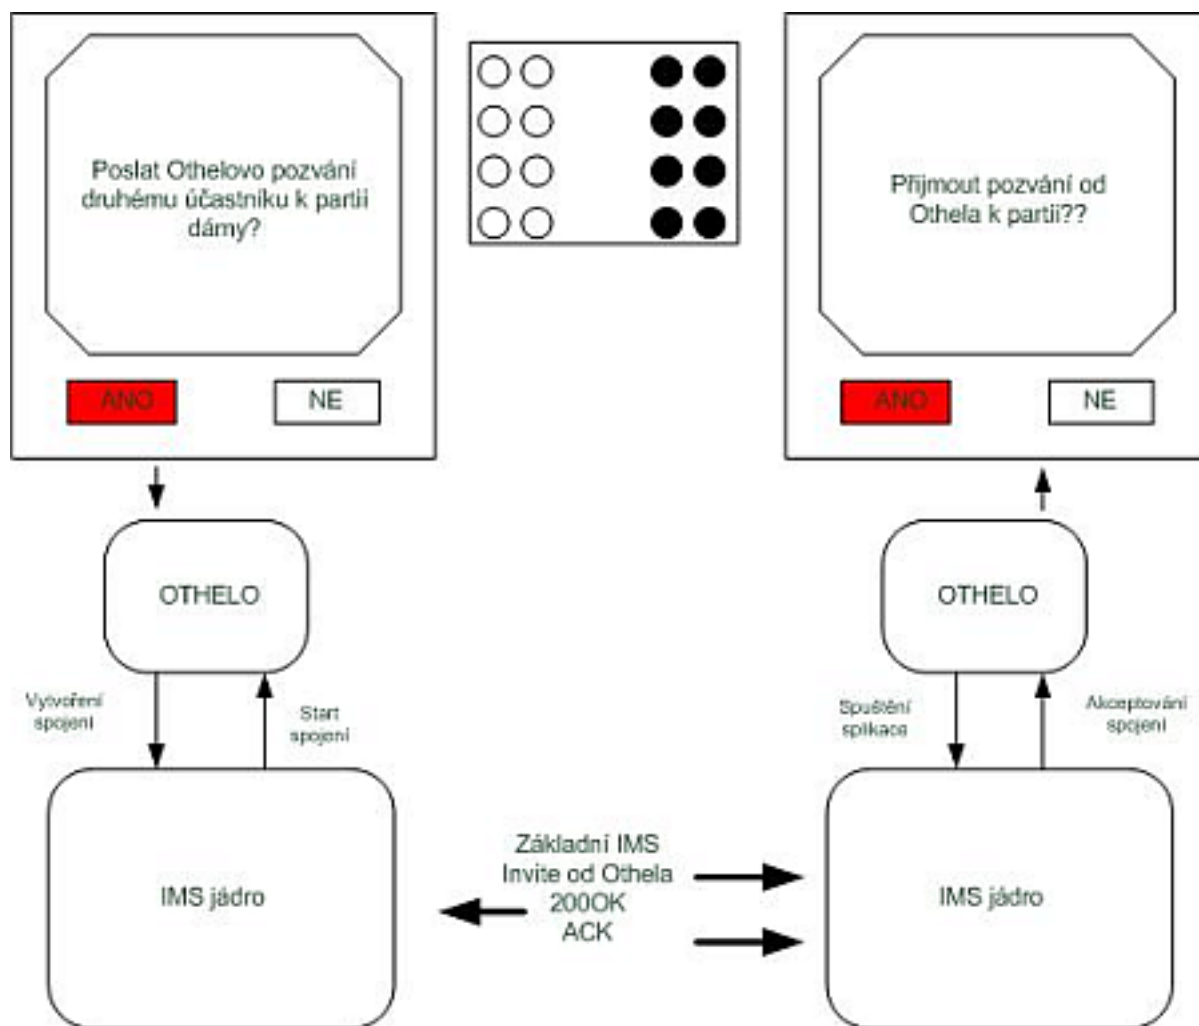 Poslat Othelovo pozvání
druhému účastníku k partii
dámy?
ANO
NE
Přijmout pozvání od
Othela k partii??
ANO
NE
OTHELO
OTHELO
Vytvoření
spojení
Start
spojení
Spuštění
splikace
Akceptování
spojení
IMS jádro
Základní IMS
Invite od Othela
200OK
ACK
IMS jádro